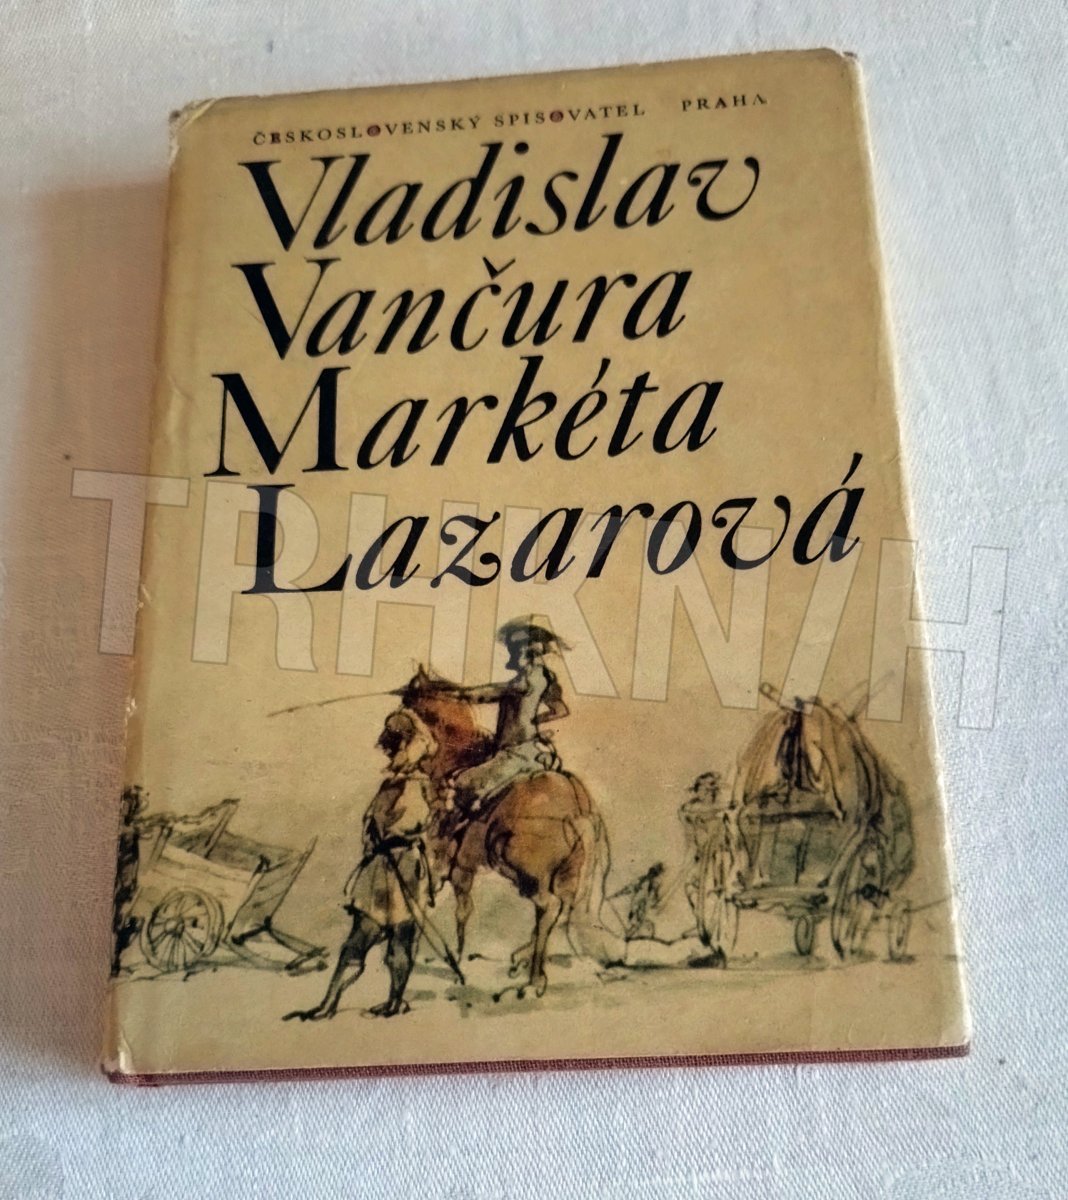 ČESKOSLOVENSKÝ SPISOVATEL PRAHA
Vladislav
Vančura
Markéta
Lazarová
TRHKNIH